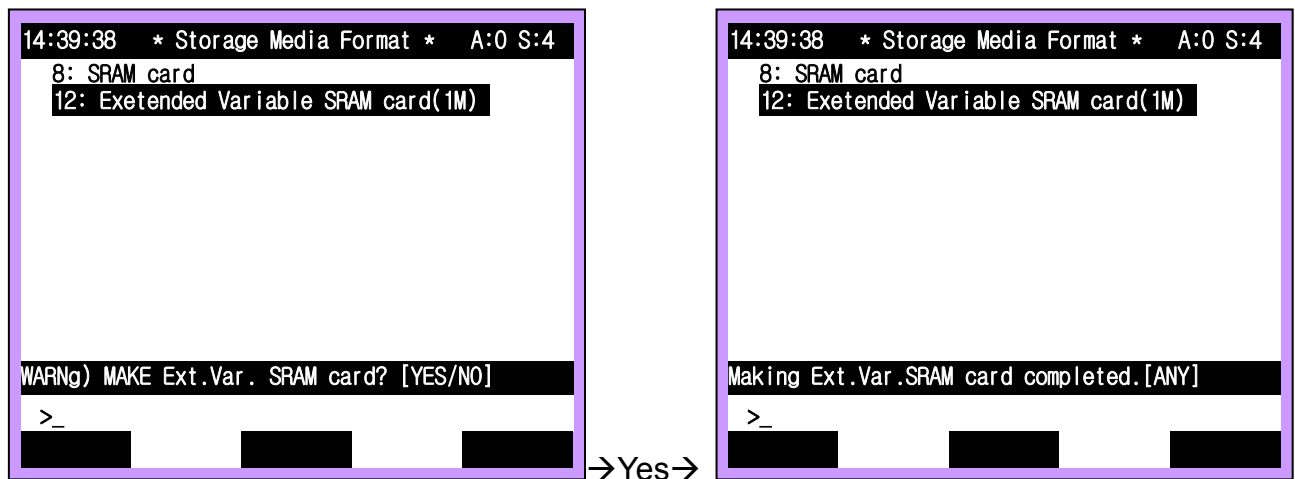 14:39:38 * Storage Media Format * A:0 S:4
8: SRAM card
12: Exetended Variable SRAM card(1M)
WARNg) MAKE Ext.Var. SRAM card? [YES/NO]
>_
→Yes→
14:39:38 * Storage Media Format * A:0 S:4
8: SRAM card
12: Exetended Variable SRAM card(1M)
Making Ext.Var.SRAM card completed.[ANY]
>_